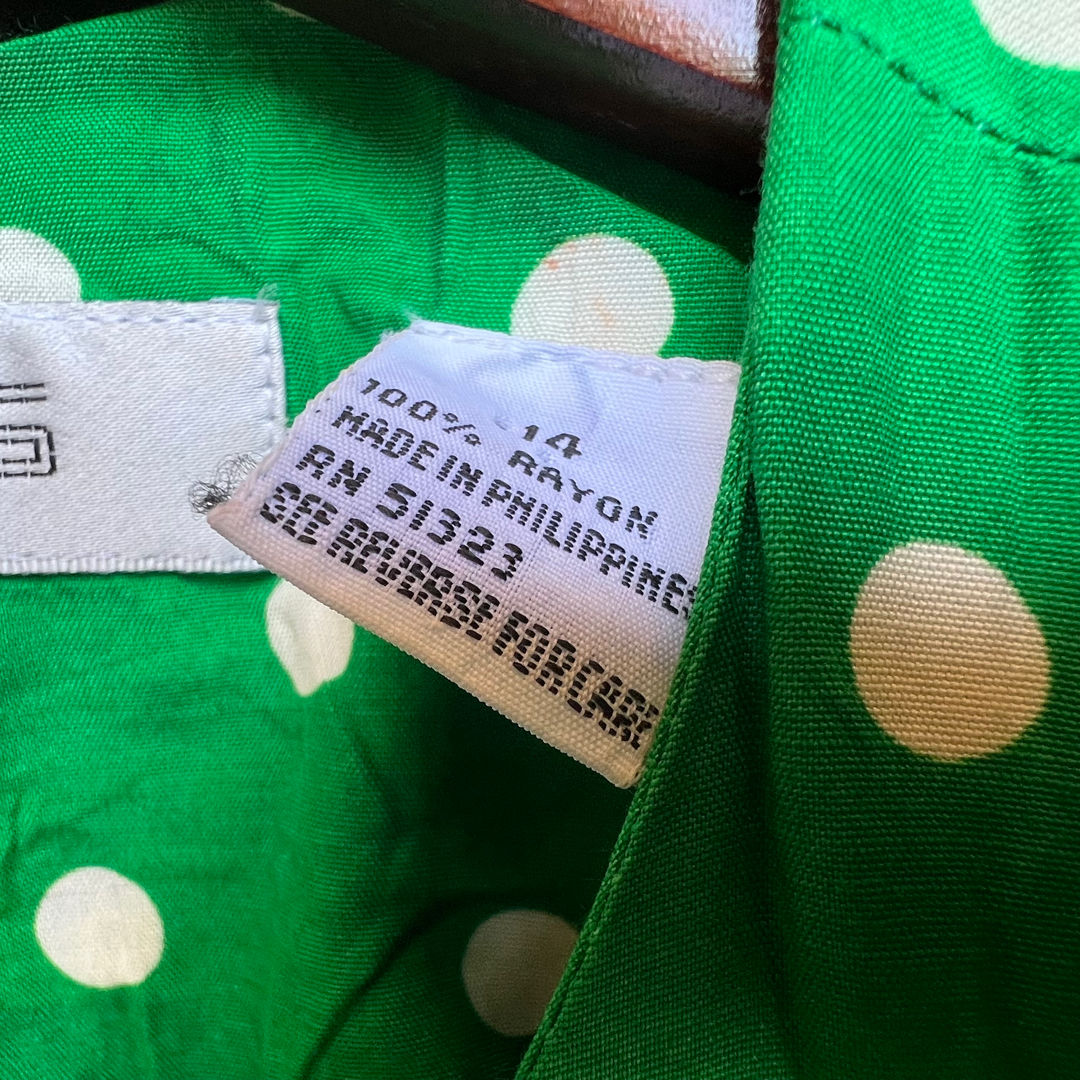 14
100% RAYON
MADE IN PHILIPPINES
RN 51323
SEE REVERSE FOR CARE